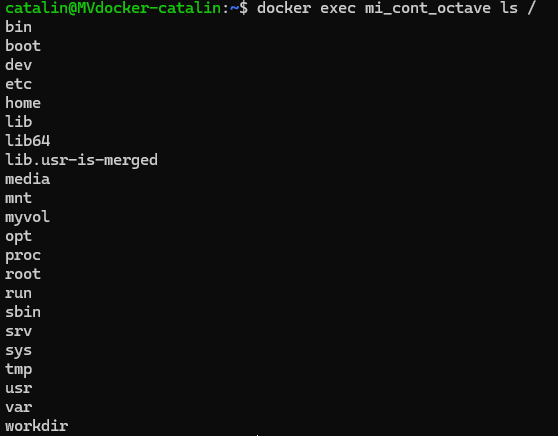 catalin@MVdocker-catalin:~$ docker exec mi_cont_octave ls /
bin
boot
dev
etc
home
lib
lib64
lib.usr-is-merged
media
mnt
myvol
opt
proc
root
run
sbin
srv
sys
tmp
usr
var
workdir